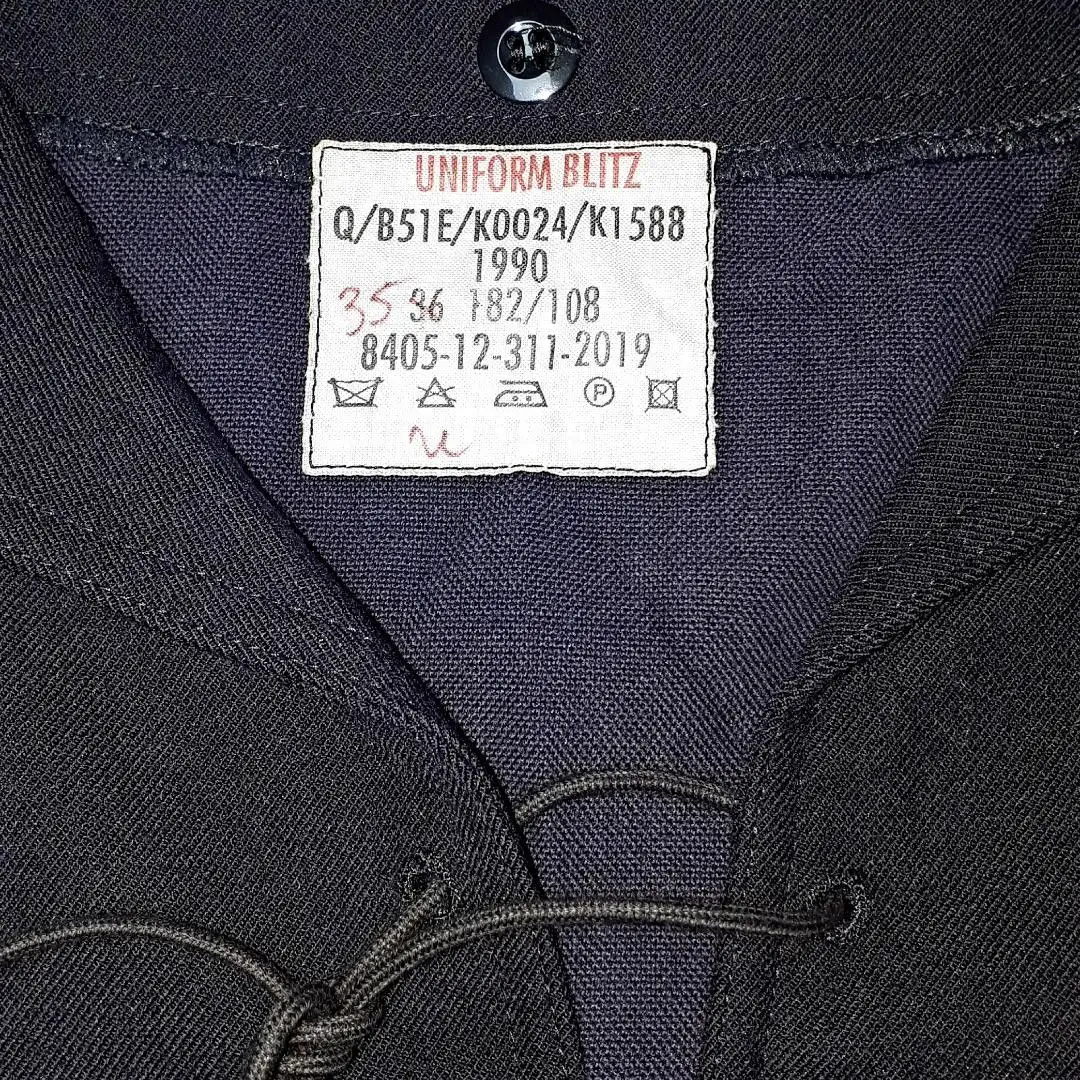 UNIFORM BLITZ
Q/B51E/K0024/K1588
1990
35 36 182/108
8405-12-311-2019
P